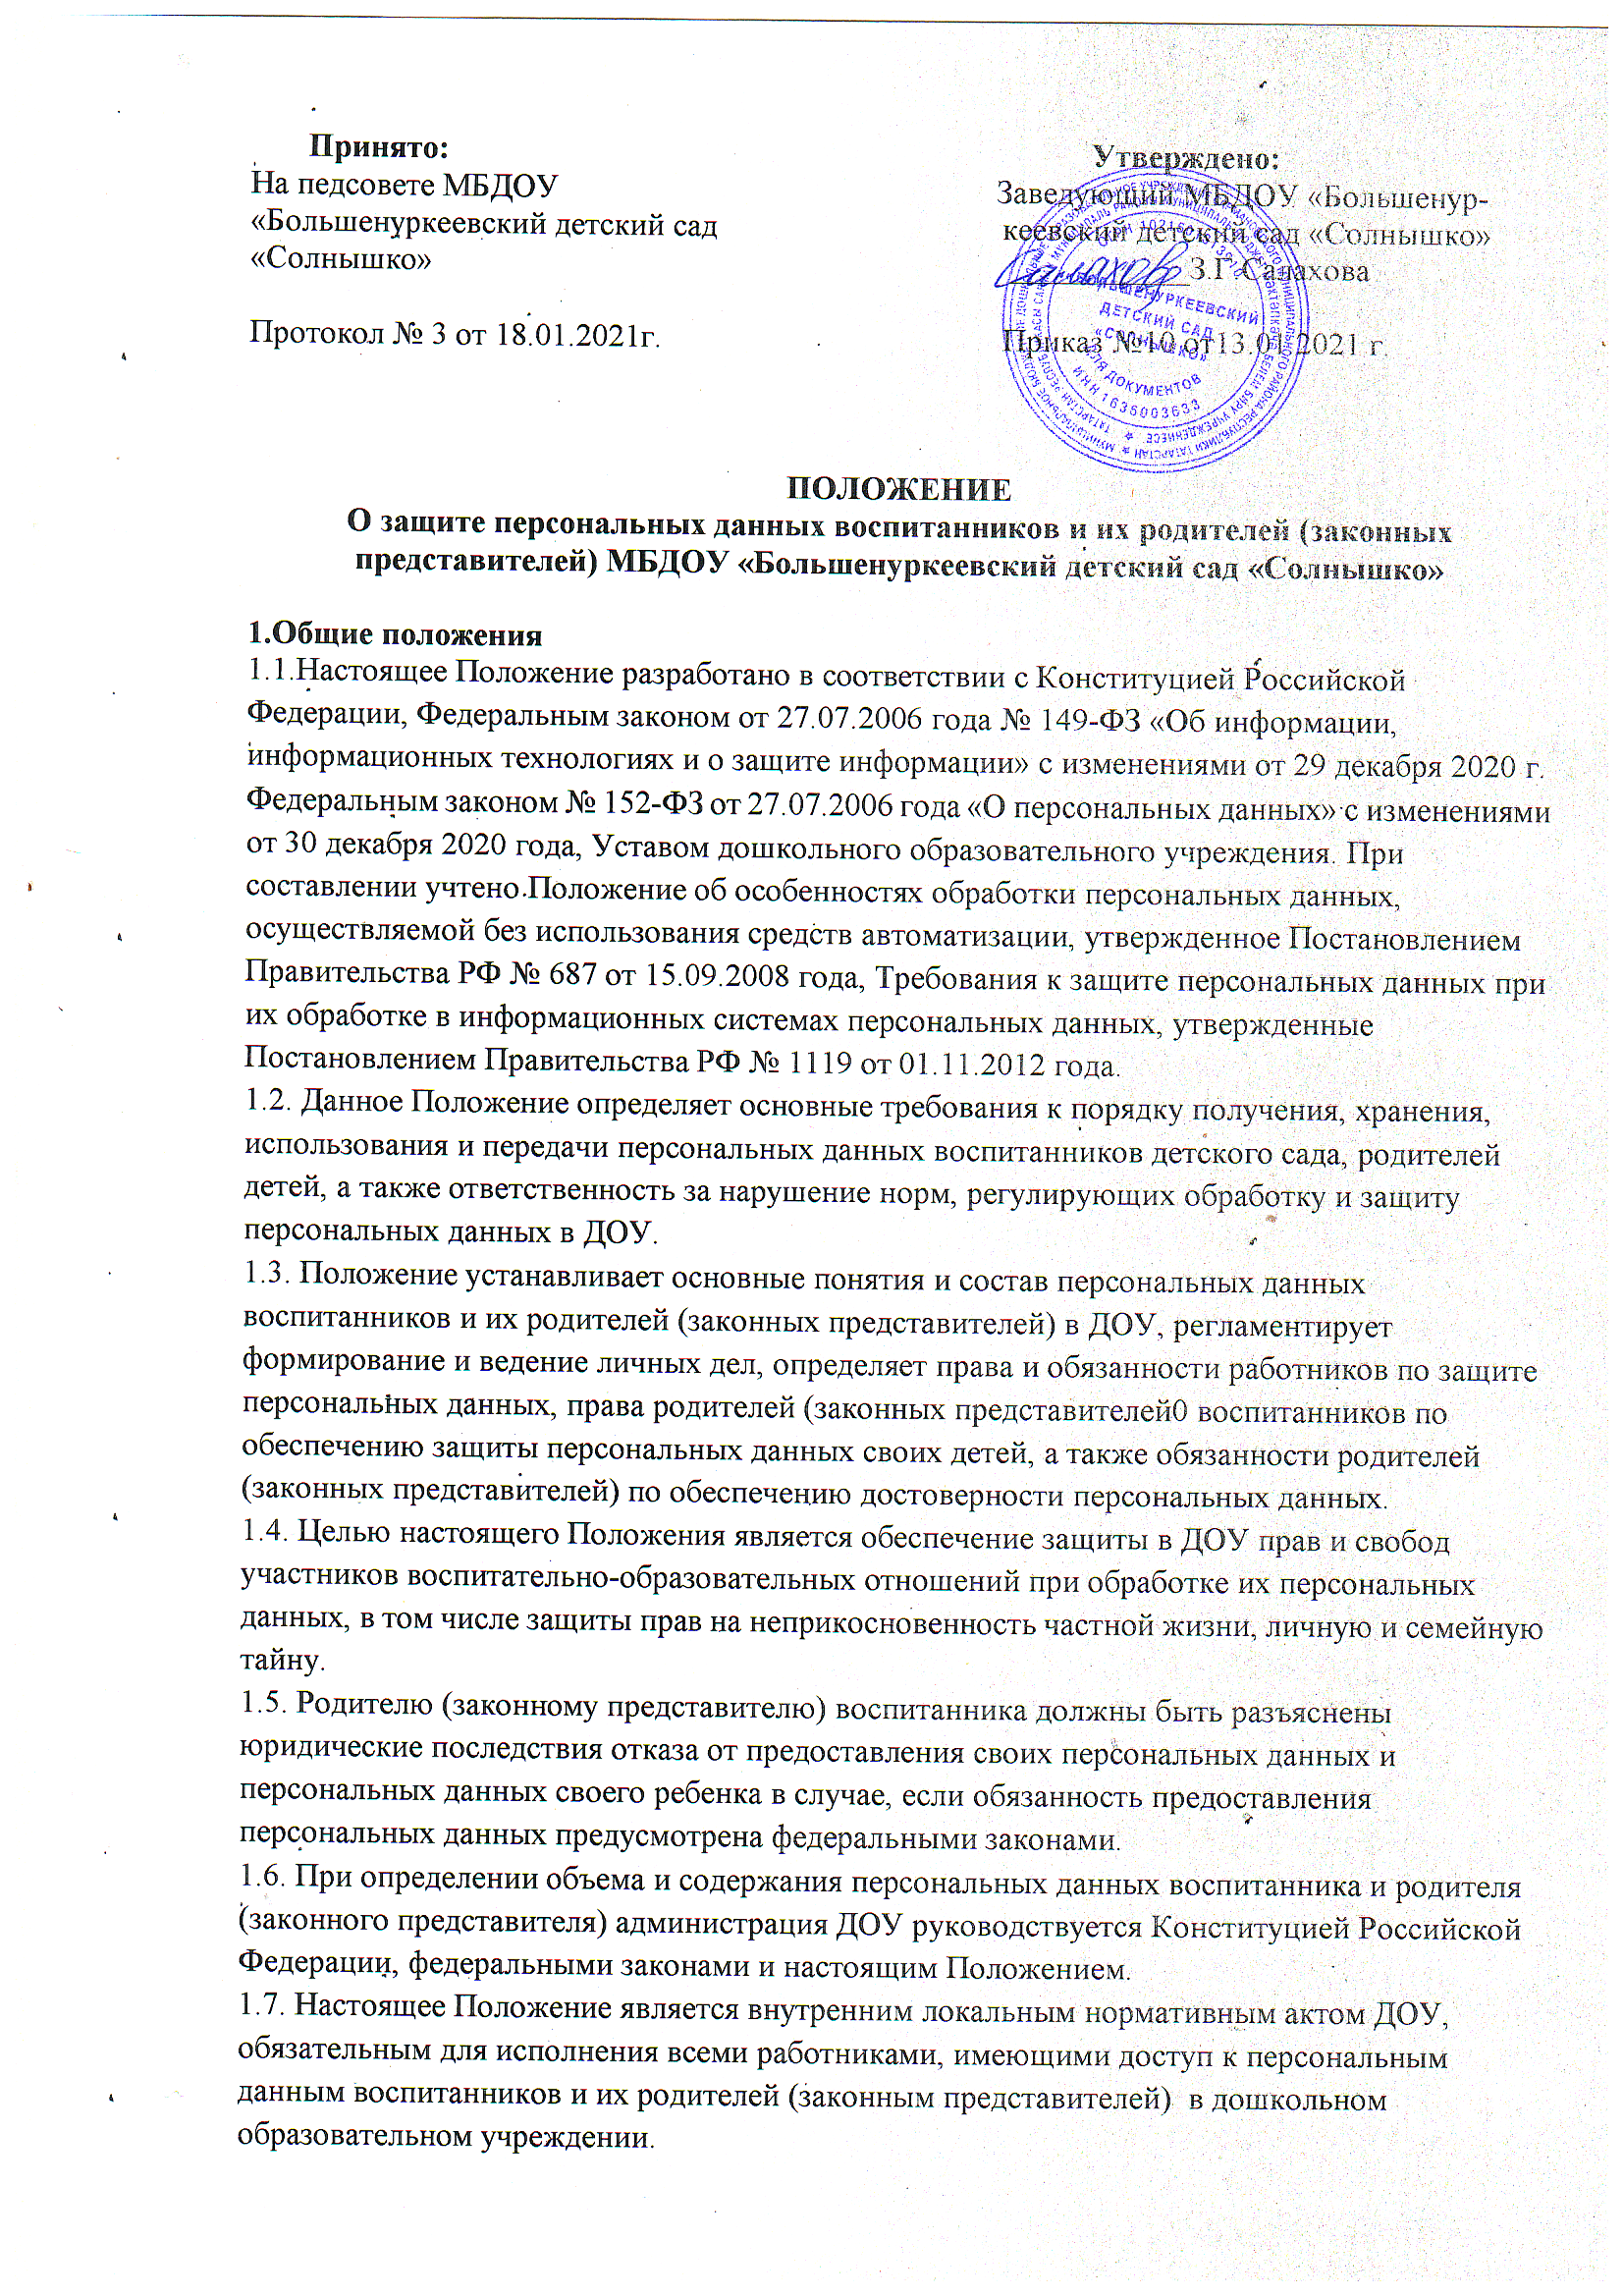 Принято:
На педсовете МБДОУ
«Большенуркеевский детский сад
«Солнышко»
Протокол № 3 от 18.01.2021г.
Утверждено:
Заведующий МБДОУ «Большенур-
кеевский детский сад «Солнышко»
З.Г.Салахова
Приказ №10 от13.01.2021 г.
БОЛЬШЕНУРКЕЕВСКИЙ
ДЕТСКИЙ САД
«СОЛНЫШКО»
ДЛЯ ДОКУМЕНТОВ
ИНН 1636003633
ПОЛОЖЕНИЕ
О защите персональных данных воспитанников и их родителей (законных
представителей) МБДОУ «Большенуркеевский детский сад «Солнышко»
1.Общие положения
1.1.Настоящее Положение разработано в соответствии с Конституцией Российской
Федерации, Федеральным законом от 27.07.2006 года № 149-ФЗ «Об информации,
информационных технологиях и о защите информации» с изменениями от 29 декабря 2020 г.
Федеральным законом № 152-ФЗ от 27.07.2006 года «О персональных данных» с изменениями
от 30 декабря 2020 года, Уставом дошкольного образовательного учреждения. При
составлении учтено.Положение об особенностях обработки персональных данных,
осуществляемой без использования средств автоматизации, утвержденное Постановлением
Правительства РФ № 687 от 15.09.2008 года, Требования к защите персональных данных при
их обработке в информационных системах персональных данных, утвержденные
Постановлением Правительства РФ № 1119 от 01.11.2012 года.
1.2. Данное Положение определяет основные требования к порядку получения, хранения,
использования и передачи персональных данных воспитанников детского сада, родителей
детей, а также ответственность за нарушение норм, регулирующих обработку и защиту
персональных данных в ДОУ.
1.3. Положение устанавливает основные понятия и состав персональных данных
воспитанников и их родителей (законных представителей) в ДОУ, регламентирует
формирование и ведение личных дел, определяет права и обязанности работников по защите
персональных данных, права родителей (законных представителей0 воспитанников по
обеспечению защиты персональных данных своих детей, а также обязанности родителей
(законных представителей) по обеспечению достоверности персональных данных.
1.4. Целью настоящего Положения является обеспечение защиты в ДОУ прав и свобод
участников воспитательно-образовательных отношений при обработке их персональных
данных, в том числе защиты прав на неприкосновенность частной жизни, личную и семейную
тайну.
1.5. Родителю (законному представителю) воспитанника должны быть разъяснены
юридические последствия отказа от предоставления своих персональных данных и
персональных данных своего ребенка в случае, если обязанность предоставления
персональных данных предусмотрена федеральными законами.
1.6. При определении объема и содержания персональных данных воспитанника и родителя
(законного представителя) администрация ДОУ руководствуется Конституцией Российской
Федерации, федеральными законами и настоящим Положением.
1.7. Настоящее Положение является внутренним локальным нормативным актом ДОУ,
обязательным для исполнения всеми работниками, имеющими доступ к персональным
данным воспитанников и их родителей (законным представителей) в дошкольном
образовательном учреждении.